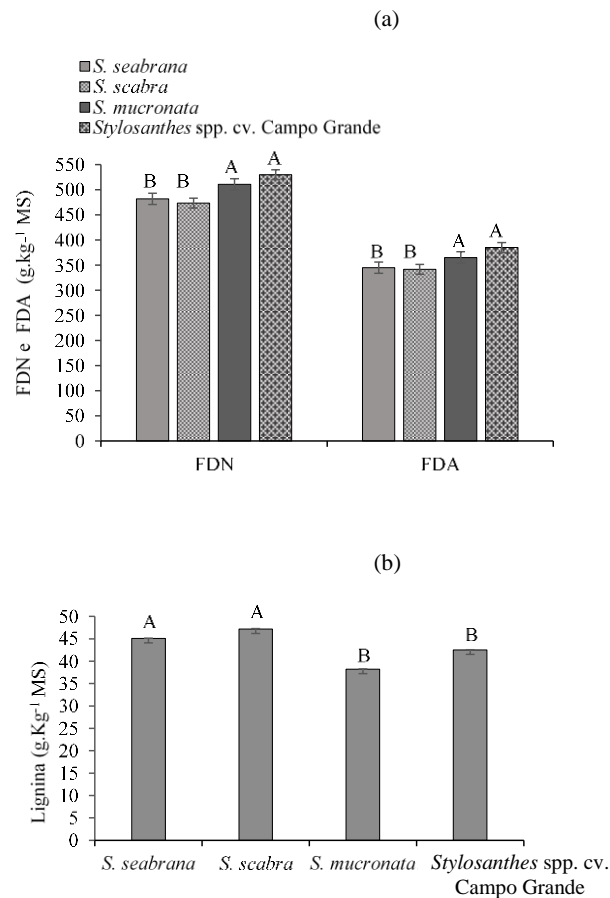 (a)
S. seabrana
S. scabra
S. mucronata
Stylosanthes spp. cv. Campo Grande
FDN e FDA (g.kg-¹ MS)
550
500
450
400
350
300
250
200
150
100
50
0
B B A A
B B A A
FDN FDA
(b)
Lignina (g.Kg⁻¹ MS)
50
45
40
35
30
25
20
15
10
5
0
A A B B
S. seabrana S. scabra S. mucronata Stylosanthes spp. cv.
Campo Grande